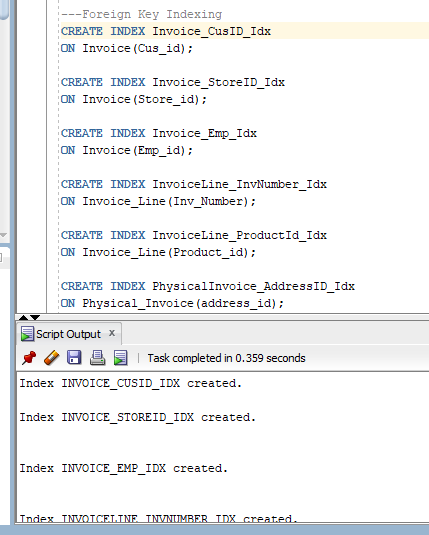 ---Foreign Key Indexing
CREATE INDEX Invoice_CusID_Idx
ON Invoice(Cus_id);
CREATE INDEX Invoice_StoreID_Idx
ON Invoice(Store_id);
CREATE INDEX Invoice_Emp_Idx
ON Invoice(Emp_id);
CREATE INDEX InvoiceLine_InvNumber_Idx
ON Invoice_Line(Inv_Number);
CREATE INDEX InvoiceLine_ProductId_Idx
ON Invoice_Line(Product_id);
CREATE INDEX PhysicalInvoice_AddressID_Idx
ON Physical_Invoice(address_id);
Script Output x
Task completed in 0.359 seconds
Index INVOICE_CUSID_IDX created.
Index INVOICE_STOREID_IDX created.
Index INVOICE_EMP_IDX created.
Index INVOICELINE_INVNUMBER_IDX created.